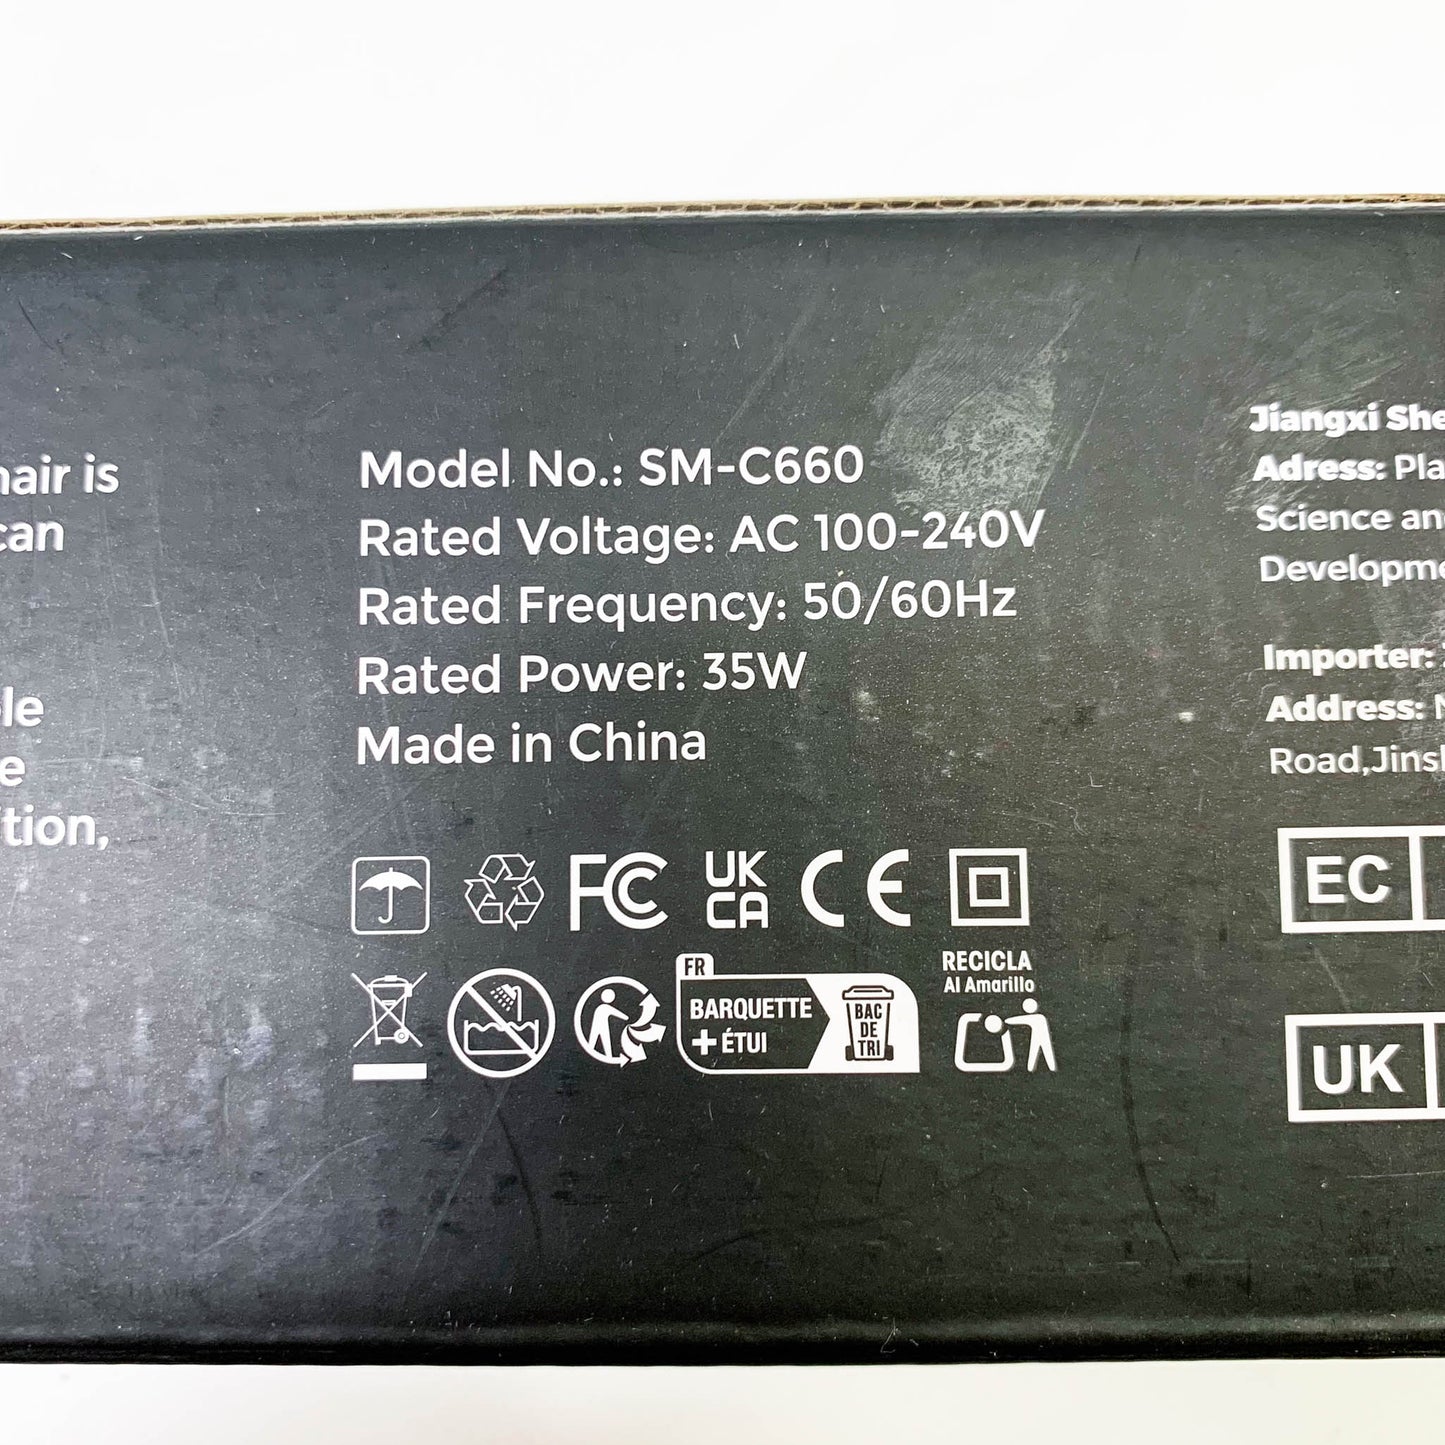 hair is
can
le
e
ition,
Model No.: SM-C660
Rated Voltage: AC 100-240V
Rated Frequency: 50/60Hz
Rated Power: 35W
Made in China
FC
UK
CA
CE
FR
BARQUETTE
+ ÉTUI
BAC
DE
TRI
RECICLA
Al Amarillo
Jiangxi She
Adress: Pla
Science an
Developme
Importer:
Address:
Road,Jins
EC
UK